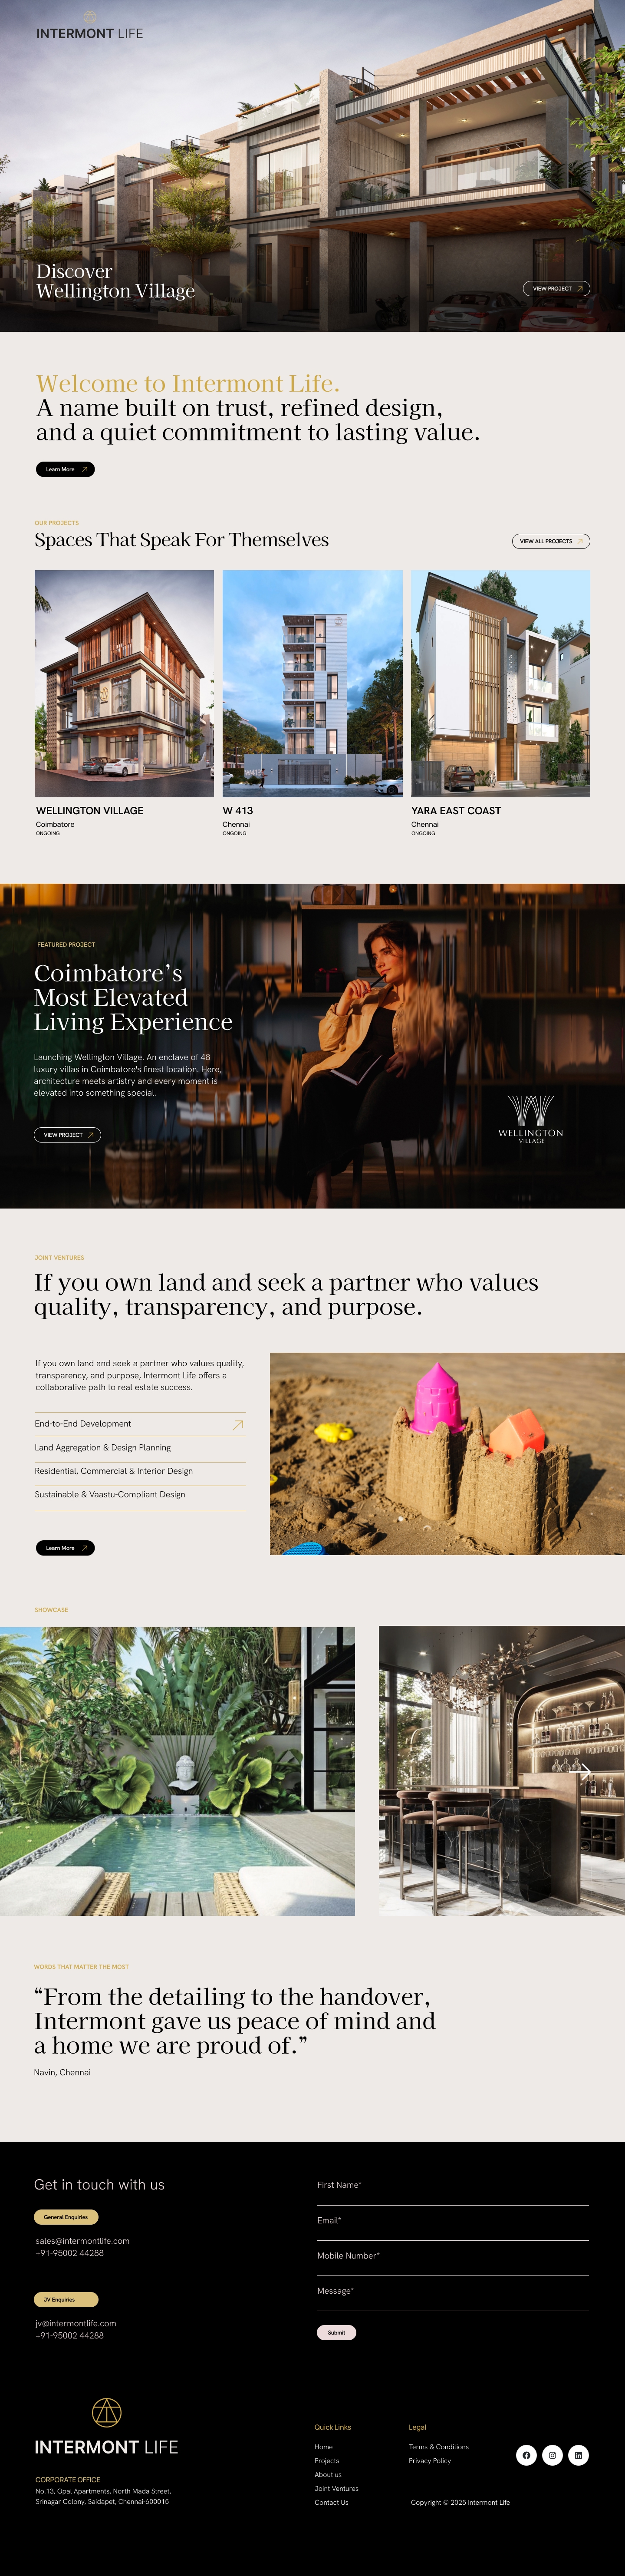 INTERMONT LIFE
Discover
Wellington Village
VIEW PROJECT
Welcome to Intermont Life.
A name built on trust, refined design,
and a quiet commitment to lasting value.
Learn More
OUR PROJECTS
Spaces That Speak For Themselves
VIEW ALL PROJECTS
WELLINGTON VILLAGE
Coimbatore
ONGOING
W 413
Chennai
ONGOING
YARA EAST COAST
Chennai
ONGOING
FEATURED PROJECT
Coimbatore’s
Most Elevated
Living Experience
Launching Wellington Village. An enclave of 48
luxury villas in Coimbatore's finest location. Here,
architecture meets artistry and every moment is
elevated into something special.
VIEW PROJECT
WELLINGTON
VILLAGE
JOINT VENTURES
If you own land and seek a partner who values
quality, transparency, and purpose.
If you own land and seek a partner who values quality,
transparency, and purpose, Intermont Life offers a
collaborative path to real estate success.
End-to-End Development
Land Aggregation & Design Planning
Residential, Commercial & Interior Design
Sustainable & Vaastu-Compliant Design
Learn More
SHOWCASE
WORDS THAT MATTER THE MOST
“From the detailing to the handover,
Intermont gave us peace of mind and
a home we are proud of.”
Navin, Chennai
Get in touch with us
General Enquiries
sales@intermontlife.com
+91-95002 44288
JV Enquiries
jv@intermontlife.com
+91-95002 44288
First Name*
Email*
Mobile Number*
Message*
Submit
INTERMONT LIFE
CORPORATE OFFICE
No.13, Opal Apartments, North Mada Street,
Srinagar Colony, Saidapet, Chennai-600015
Quick Links
Home
Projects
About us
Joint Ventures
Contact Us
Legal
Terms & Conditions
Privacy Policy
Copyright © 2025 Intermont Life